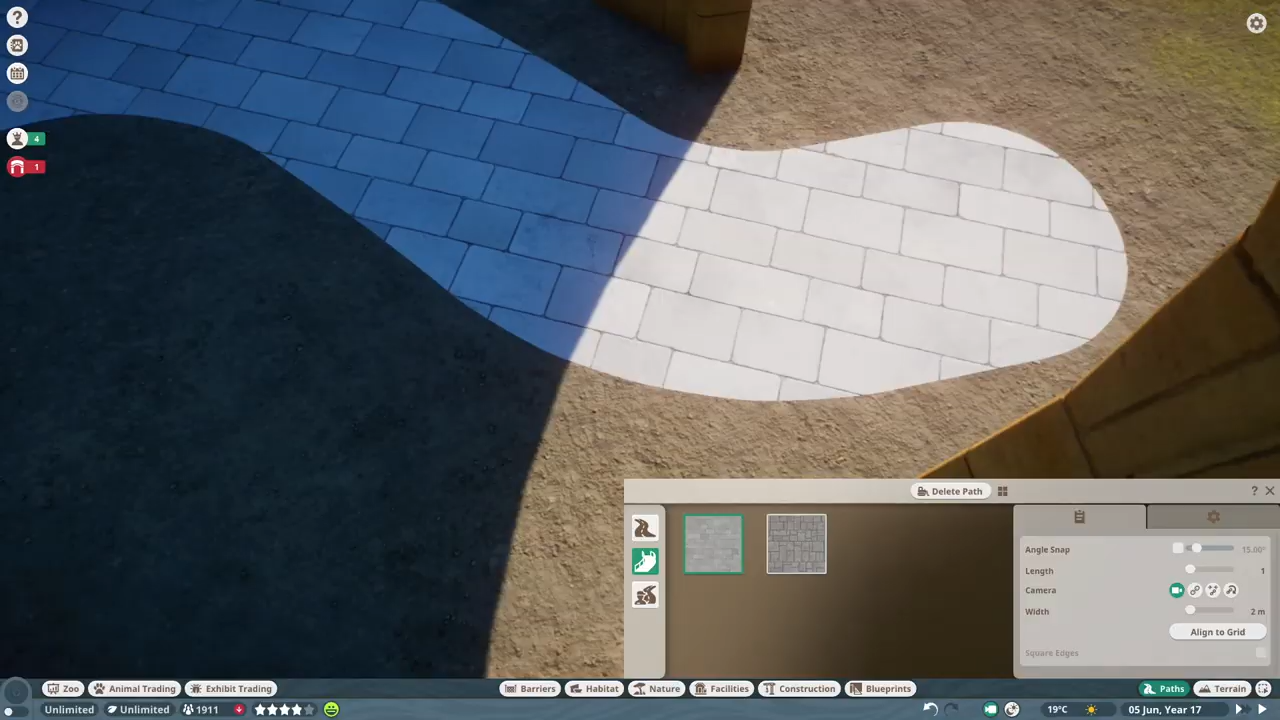 ?
4
1
Delete Path
?
Angle Snap 15.00°
Length 1
Camera
Width 2 m
Align to Grid
Square Edges
Zoo Animal Trading Exhibit Trading Barriers Habitat Nature Facilities Construction Blueprints Paths Terrain
Unlimited Unlimited 1911 19°C 05 Jun, Year 17